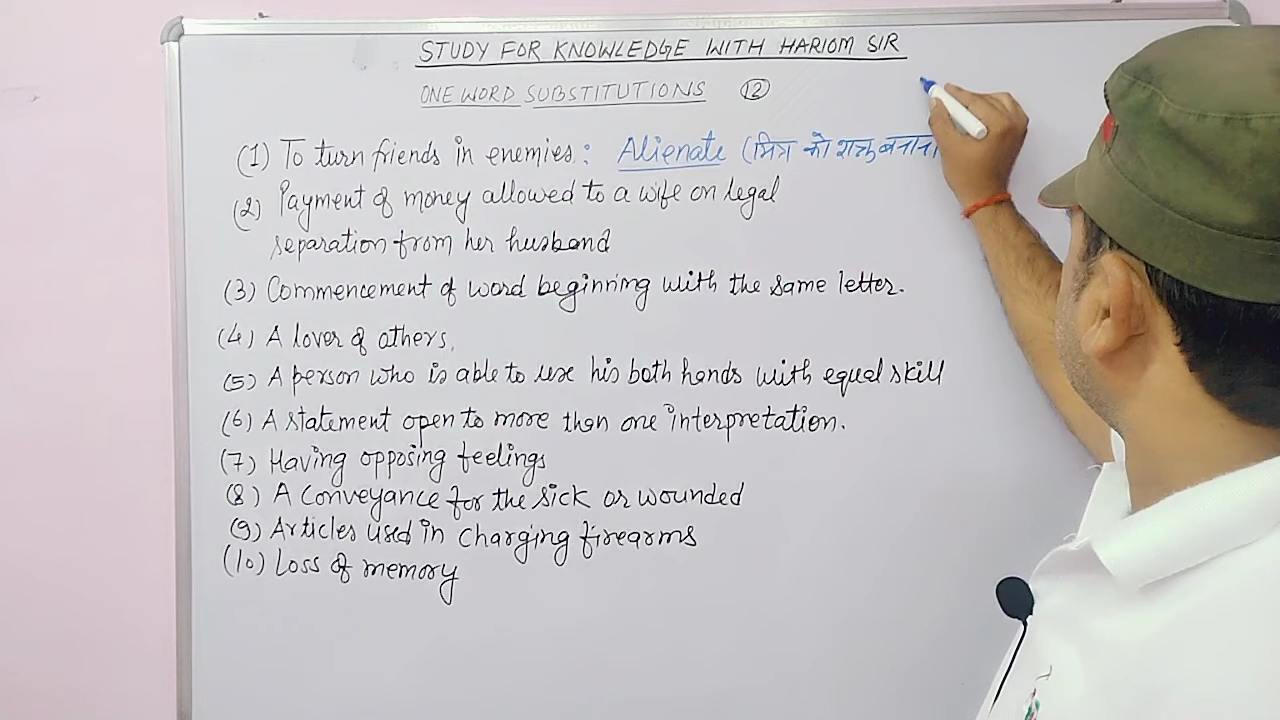 STUDY FOR KNOWLEDGE WITH HARIOM SIR
ONE WORD SUBSTITUTIONS (2)
(1) To turn friends in enemies: Alienate (मित्र को शत्रु बनाना
(2) Payment of money allowed to a wife on legal
separation from her husband
(3) Commencement of word beginning with the same letter.
(4) A lover of others.
(5) A person who is able to use his both hands with equal skill
(6) A statement open to more than one interpretation.
(7) Having opposing feelings
(8) A conveyance for the sick or wounded
(9) Articles used in charging firearms
(10) Loss of memory